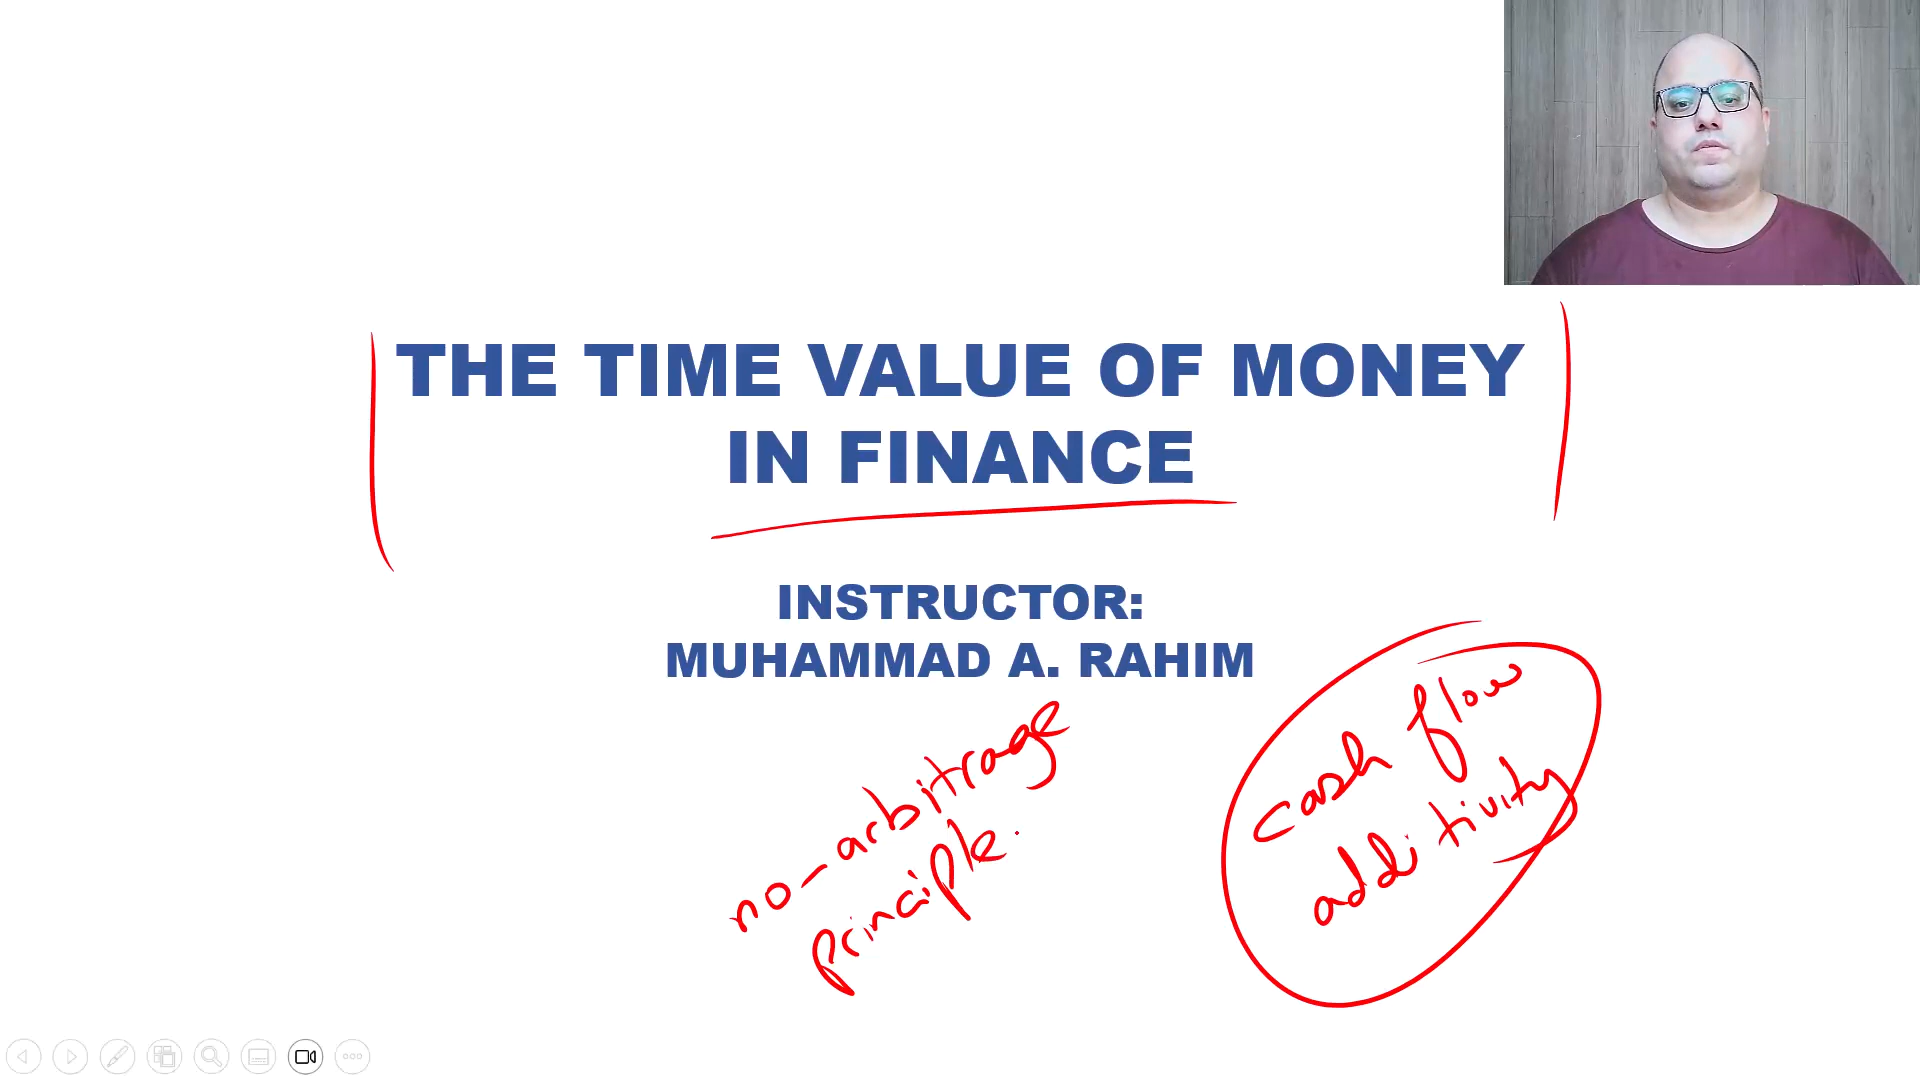 THE TIME VALUE OF MONEY
IN FINANCE
INSTRUCTOR:
MUHAMMAD A. RAHIM
no-arbitrage
principle.
cash flow
additivity